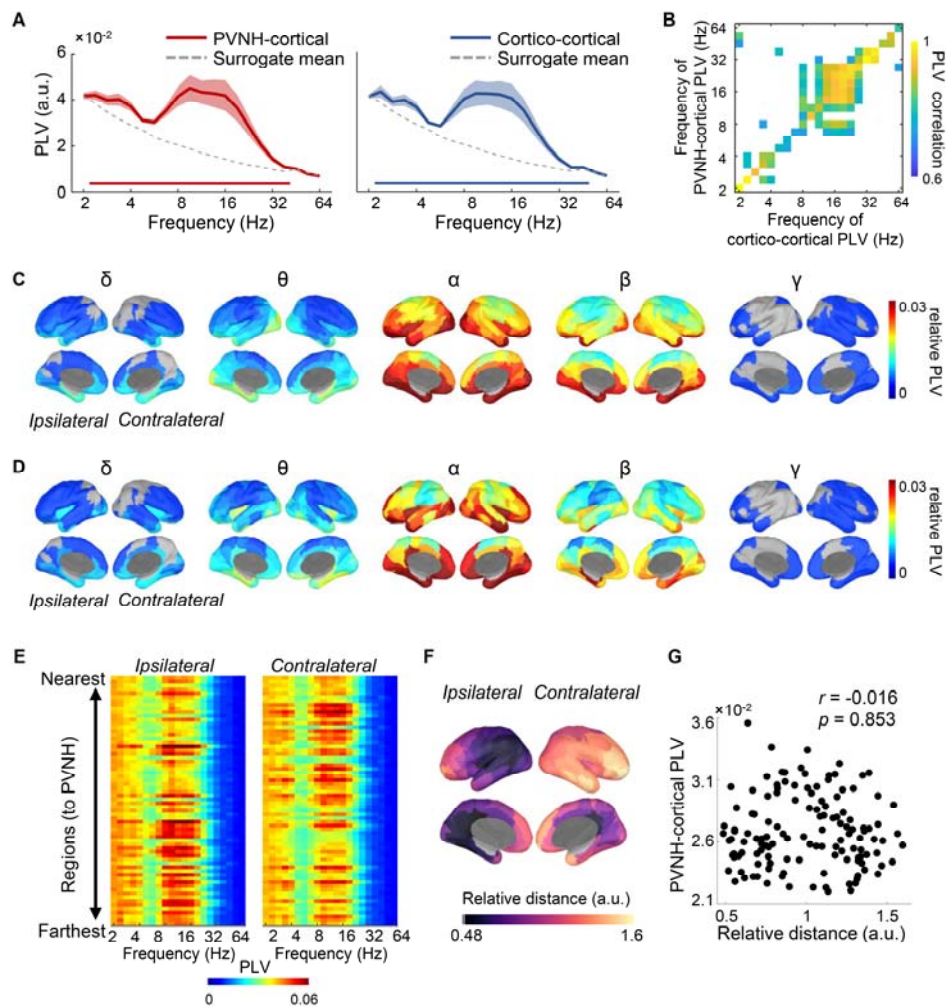 A
×10⁻²
PVNH-cortical
Surrogate mean
Cortico-cortical
Surrogate mean
PLV (a.u.)
6
4
2
0
2 4 8 16 32 64
Frequency (Hz)
2 4 8 16 32 64
Frequency (Hz)
B
Frequency of
PVNH-cortical PLV (Hz)
64
32
16
8
4
2
2 4 8 16 32 64
Frequency of
cortico-cortical PLV (Hz)
1
PLV
correlation
0.6
C
δ θ α β γ
Ipsilateral Contralateral
0.03
relative PLV
0
D
δ θ α β γ
Ipsilateral Contralateral
0.03
relative PLV
0
E
Ipsilateral Contralateral
Nearest
Regions (to PVNH)
Farthest
2 4 8 16 32 64
Frequency (Hz)
2 4 8 16 32 64
Frequency (Hz)
PLV
0 0.06
F
Ipsilateral Contralateral
Relative distance (a.u.)
0.48 1.6
G
×10⁻²
r = -0.016
p = 0.853
PVNH-cortical PLV
3.6
3.1
2.6
2.1
0.5 1 1.5
Relative distance (a.u.)